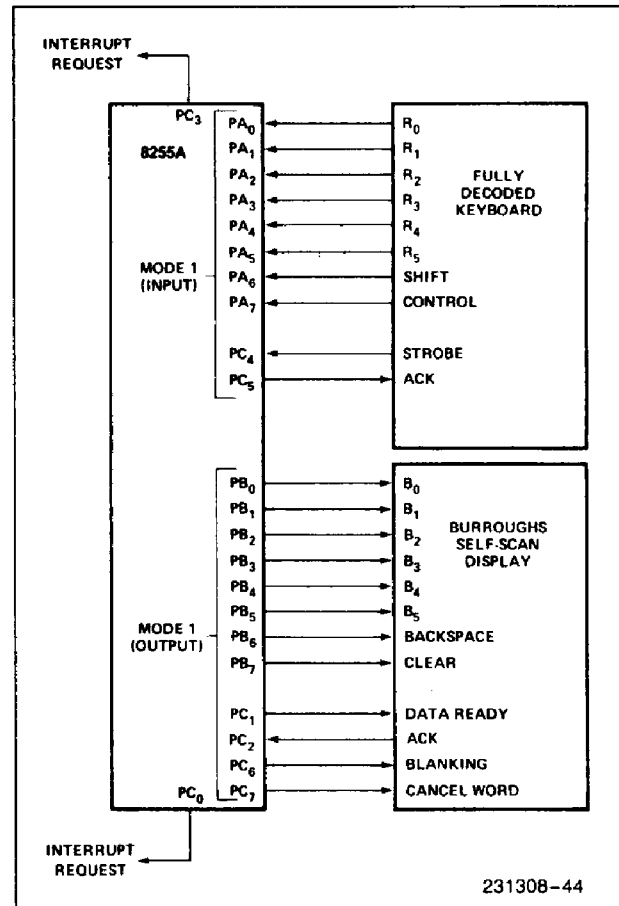 INTERRUPT
REQUEST
PC3
8255A
MODE 1
(INPUT)
PA0
PA1
PA2
PA3
PA4
PA5
PA6
PA7
PC4
PC5
R0
R1
R2
R3
R4
R5
SHIFT
CONTROL
STROBE
ACK
FULLY
DECODED
KEYBOARD
MODE 1
(OUTPUT)
PB0
PB1
PB2
PB3
PB4
PB5
PB6
PB7
PC1
PC2
PC6
PC7
B0
B1
B2
B3
B4
B5
BACKSPACE
CLEAR
DATA READY
ACK
BLANKING
CANCEL WORD
BURROUGHS
SELF-SCAN
DISPLAY
PC0
INTERRUPT
REQUEST
231308-44